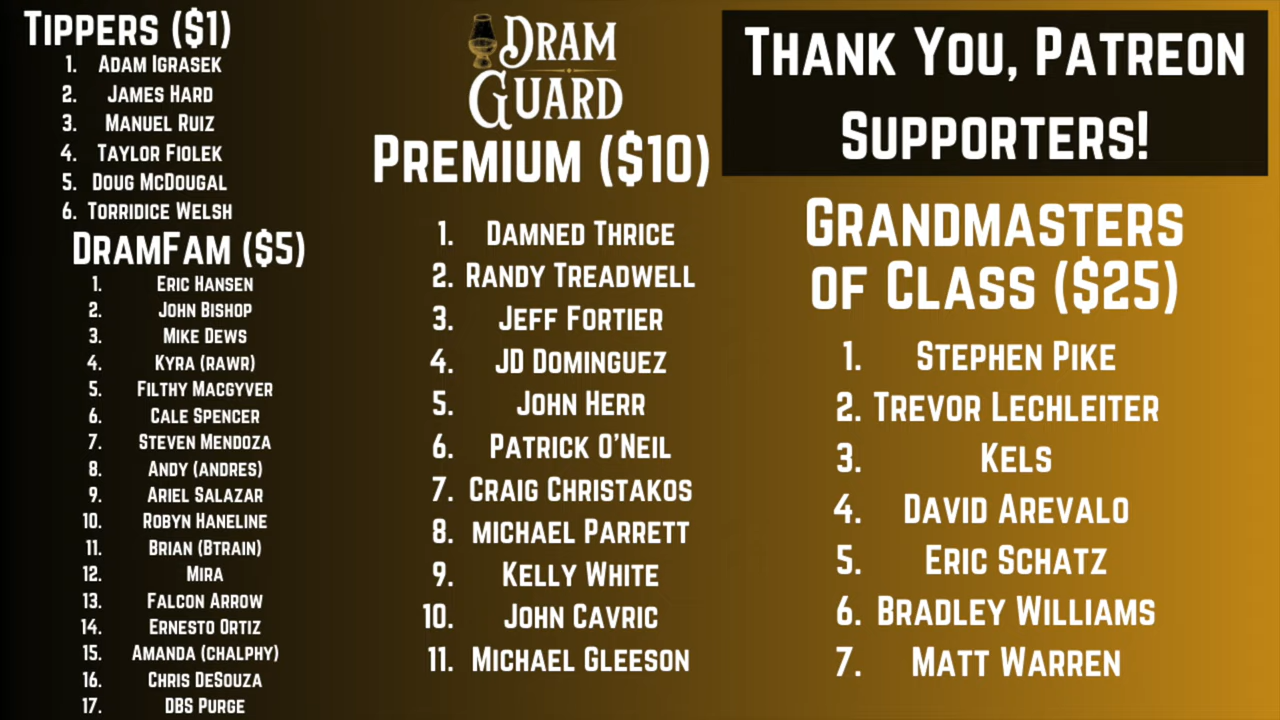 Tippers ($1)
1. Adam Igrasek
2. James Hard
3. Manuel Ruiz
4. Taylor Fiolek
5. Doug McDougal
6. Torridice Welsh
DramFam ($5)
1. Eric Hansen
2. John Bishop
3. Mike Dews
4. Kyra (rawr)
5. Filthy Macgyver
6. Cale Spencer
7. Steven Mendoza
8. Andy (andres)
9. Ariel Salazar
10. Robyn Haneline
11. Brian (Btrain)
12. Mira
13. Falcon Arrow
14. Ernesto Ortiz
15. Amanda (chalphy)
16. Chris DeSouza
17. DBS Purge
Dram
Guard
Premium ($10)
1. Damned Thrice
2. Randy Treadwell
3. Jeff Fortier
4. JD Dominguez
5. John Herr
6. Patrick O'Neil
7. Craig Christakos
8. michael Parrett
9. Kelly White
10. John Cavric
11. Michael Gleeson
Thank You, Patreon
Supporters!
Grandmasters
of Class ($25)
1. Stephen Pike
2. Trevor Lechleiter
3. Kels
4. David Arevalo
5. Eric Schatz
6. Bradley Williams
7. Matt Warren